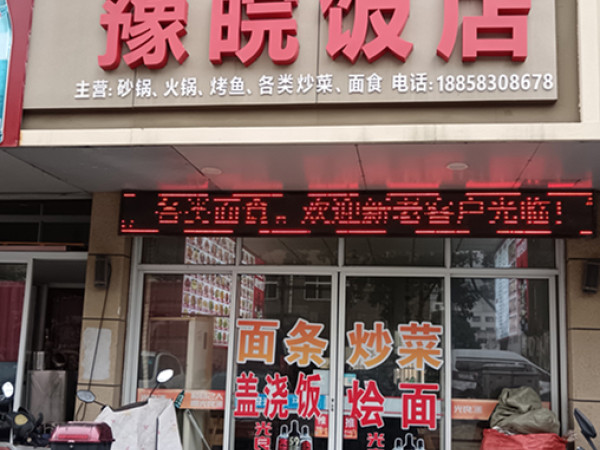 豫皖饭店
主营:砂锅、火锅、烤鱼、各类炒菜、面食 电话:18858308678
各类面食。欢迎新老客户光临!
面条 炒菜
盖浇饭 烩面